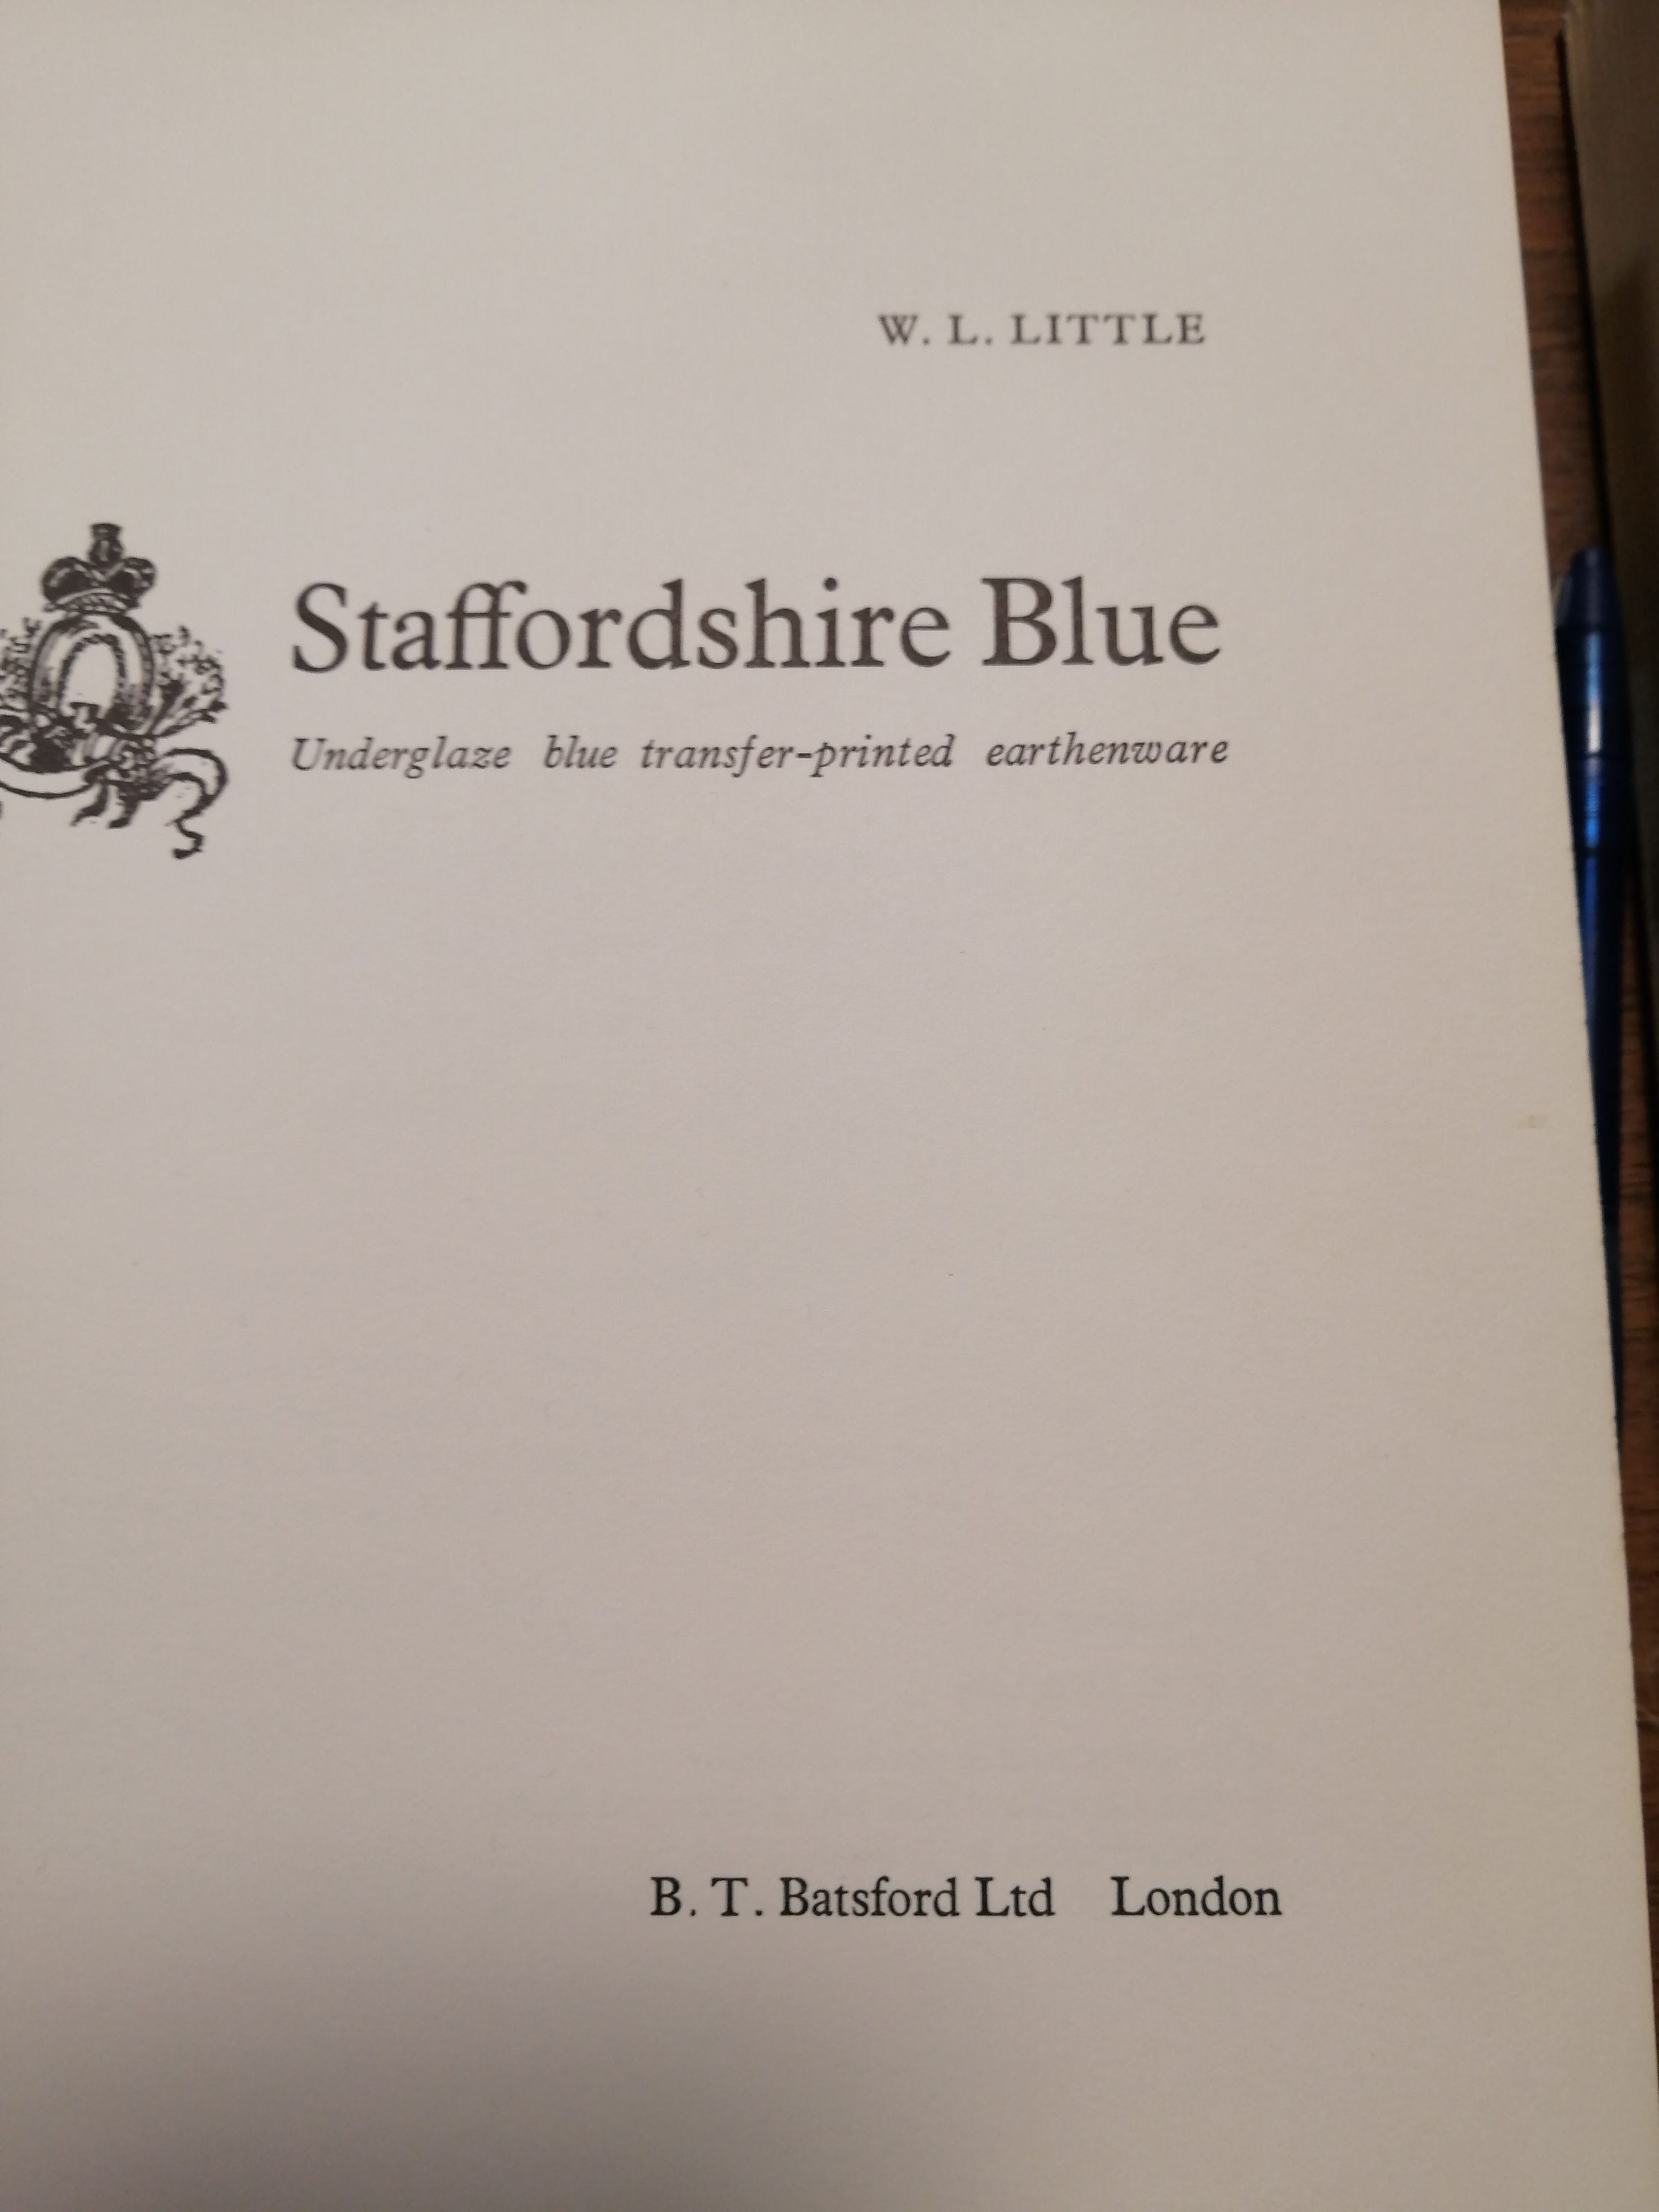 W. L. LITTLE
Staffordshire Blue
Underglaze blue transfer-printed earthenware
B. T. Batsford Ltd London